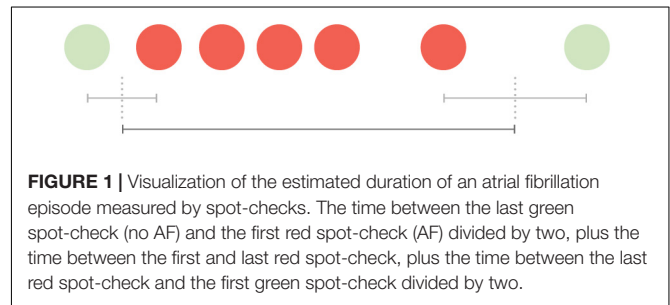 FIGURE 1 | Visualization of the estimated duration of an atrial fibrillation
episode measured by spot-checks. The time between the last green
spot-check (no AF) and the first red spot-check (AF) divided by two, plus the
time between the first and last red spot-check, plus the time between the last
red spot-check and the first green spot-check divided by two.